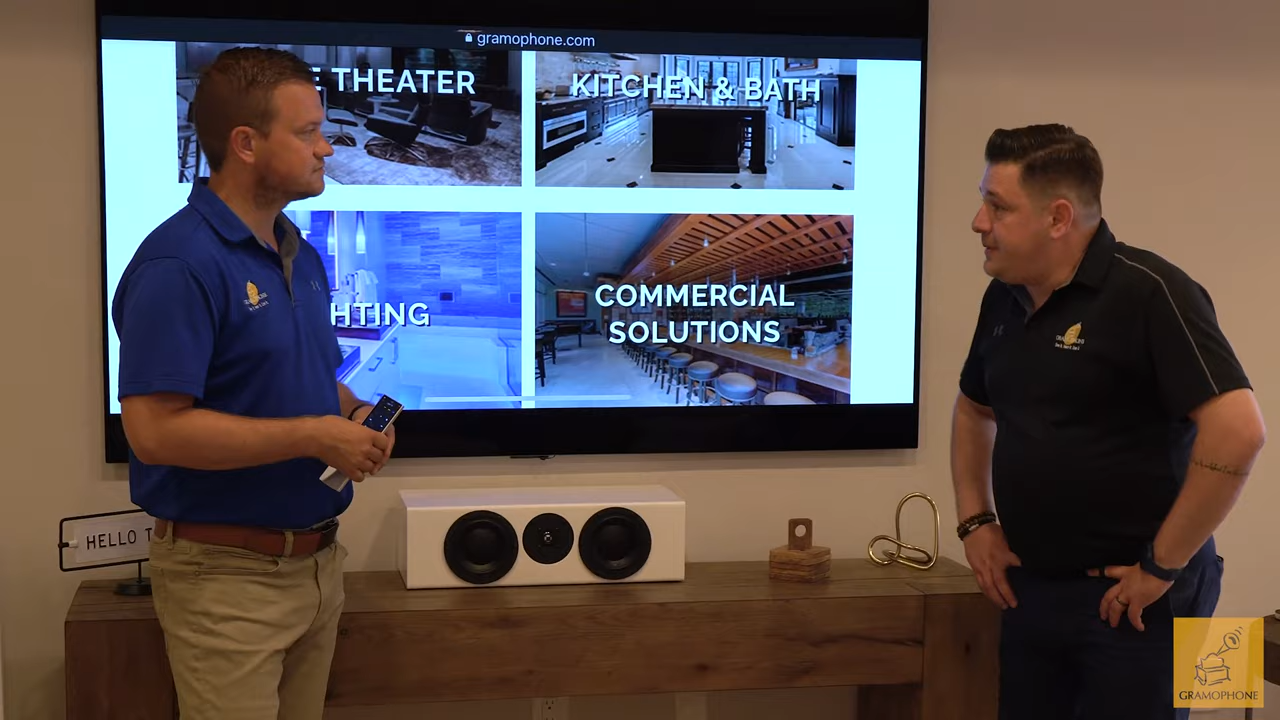 gramophone.com
E THEATER
KITCHEN & BATH
HTING
COMMERCIAL
SOLUTIONS
HELLO T
GRAMOPHONE